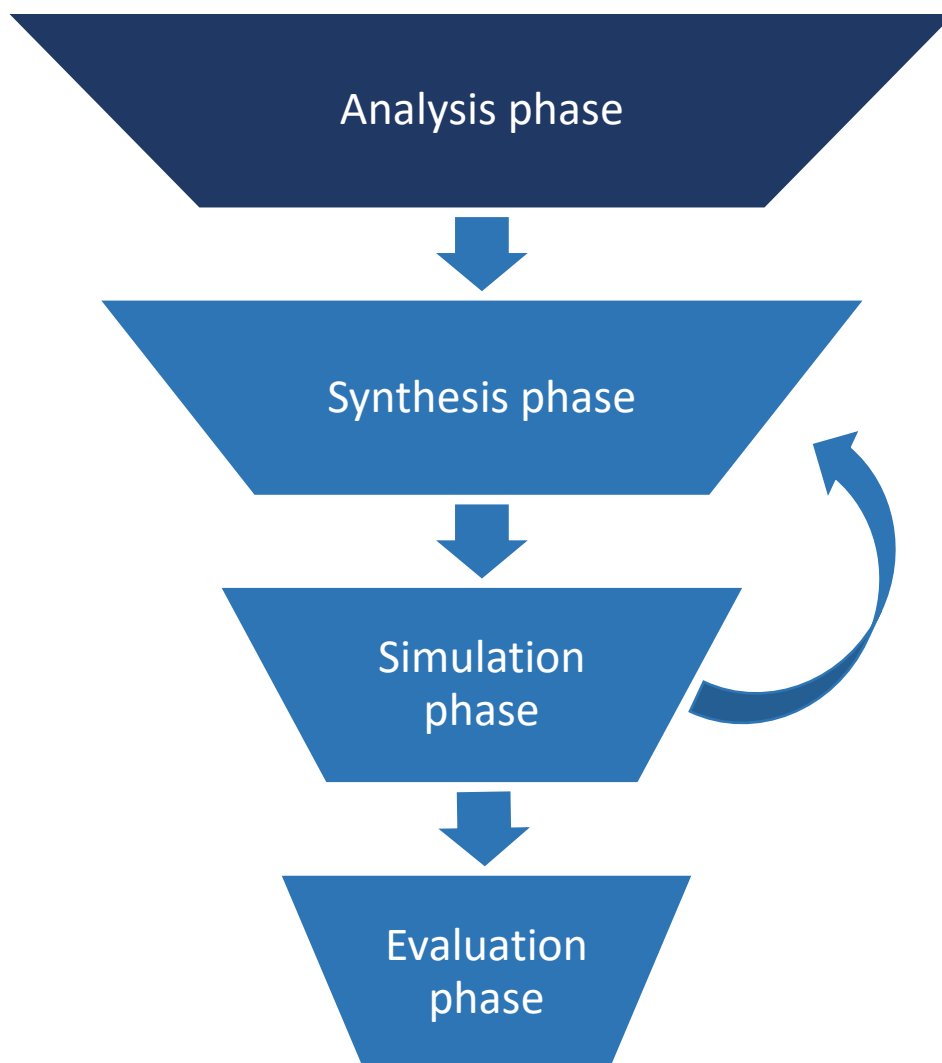 Analysis phase
Synthesis phase
Simulation
phase
Evaluation
phase